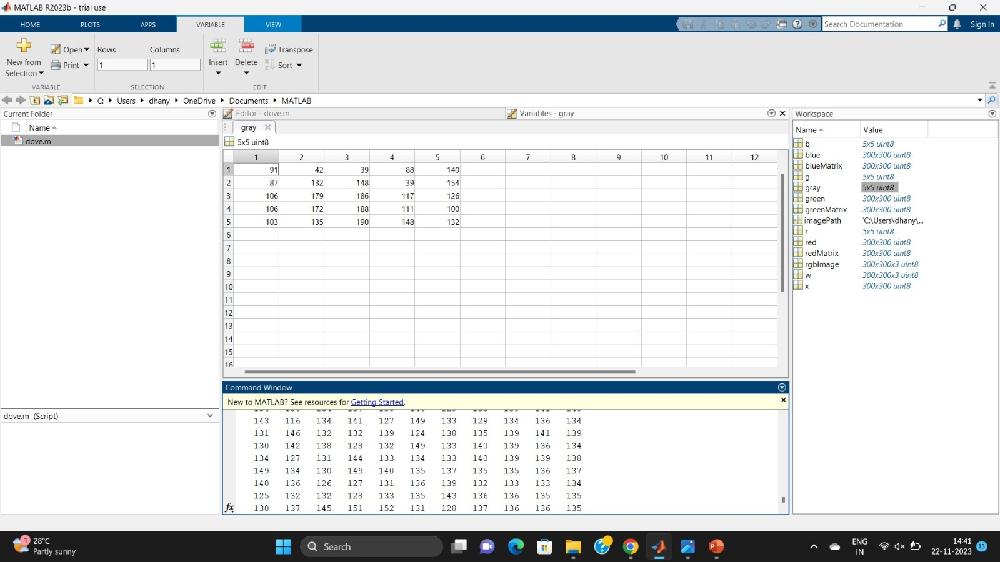 MATLAB R2023b - trial use
HOME PLOTS APPS VARIABLE VIEW Search Documentation Sign In
New from Selection Open Print Rows Columns 1 1 Insert Delete Transpose Sort
VARIABLE SELECTION EDIT
C: Users dhany OneDrive Documents MATLAB
Current Folder
Name
dove.m
dove.m (Script)
Editor - dove.m Variables - gray
gray
5x5 uint8
1 2 3 4 5 6 7 8 9 10 11 12
1 91 42 39 88 140
2 87 132 148 39 154
3 106 179 186 117 126
4 106 172 188 111 100
5 103 135 190 148 132
6
7
8
9
10
11
12
13
14
15
16
Command Window
New to MATLAB? See resources for Getting Started.
143 116 134 141 127 149 133 129 134 136 134
131 146 132 132 139 124 138 135 139 141 139
130 142 138 128 132 149 133 140 139 136 134
134 127 131 144 133 134 133 140 139 139 138
149 134 130 149 140 135 137 135 135 136 137
140 136 126 127 131 136 139 132 133 133 134
125 132 132 128 133 135 143 136 136 135 135
fx 130 137 145 151 152 131 128 137 136 136 135
Workspace
Name Value
b 5x5 uint8
blue 300x300 uint8
blueMatrix 300x300 uint8
g 5x5 uint8
gray 5x5 uint8
green 300x300 uint8
greenMatrix 300x300 uint8
imagePath 'C:\Users\dhany\...
r 5x5 uint8
red 300x300 uint8
redMatrix 300x300 uint8
rgbImage 300x300x3 uint8
w 300x300x3 uint8
x 300x300 uint8
1 28°C
Partly sunny
Search
ENG
IN
14:41
22-11-2023
13